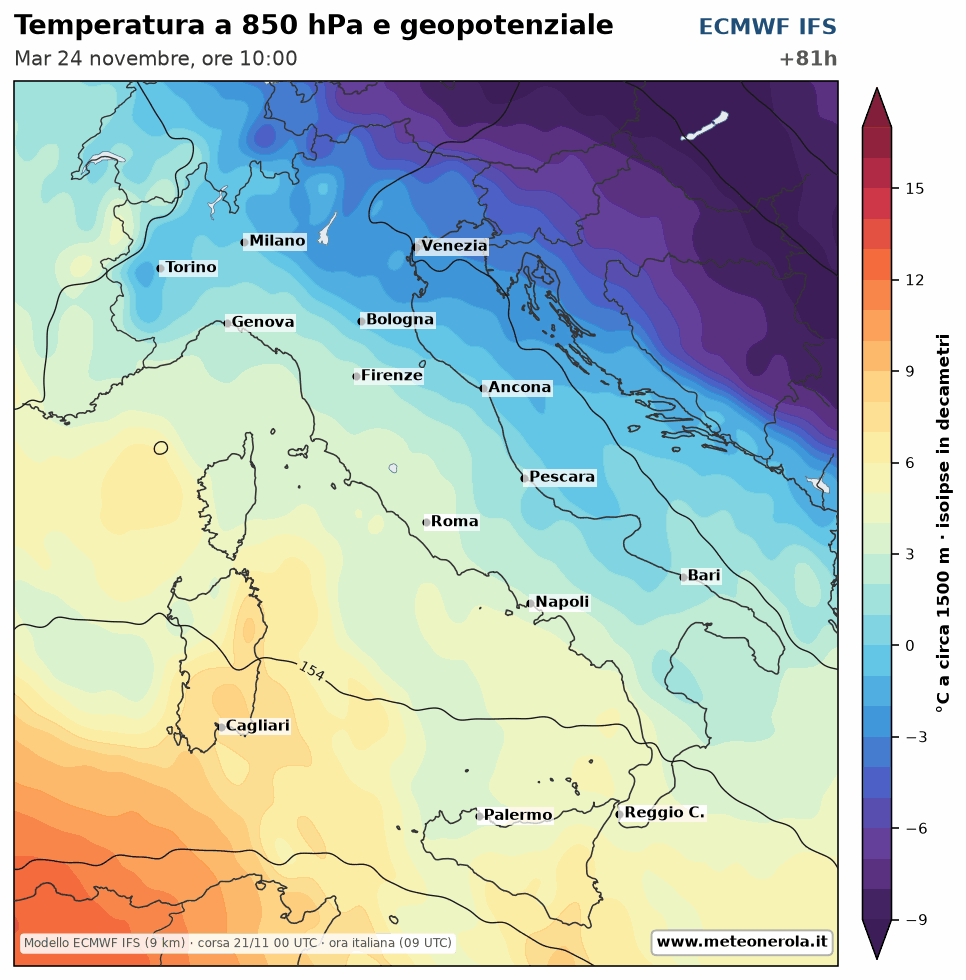 Temperatura a 850 hPa e geopotenziale
ECMWF IFS
Mar 24 novembre, ore 10:00
+81h
Milano
Venezia
Torino
Genova
Bologna
Firenze
Ancona
Pescara
Roma
Bari
Napoli
154
Cagliari
Palermo
Reggio C.
15
12
9
6
3
0
−3
−6
−9
°C a circa 1500 m · isoipse in decametri
Modello ECMWF IFS (9 km) · corsa 21/11 00 UTC · ora italiana (09 UTC)
www.meteonerola.it